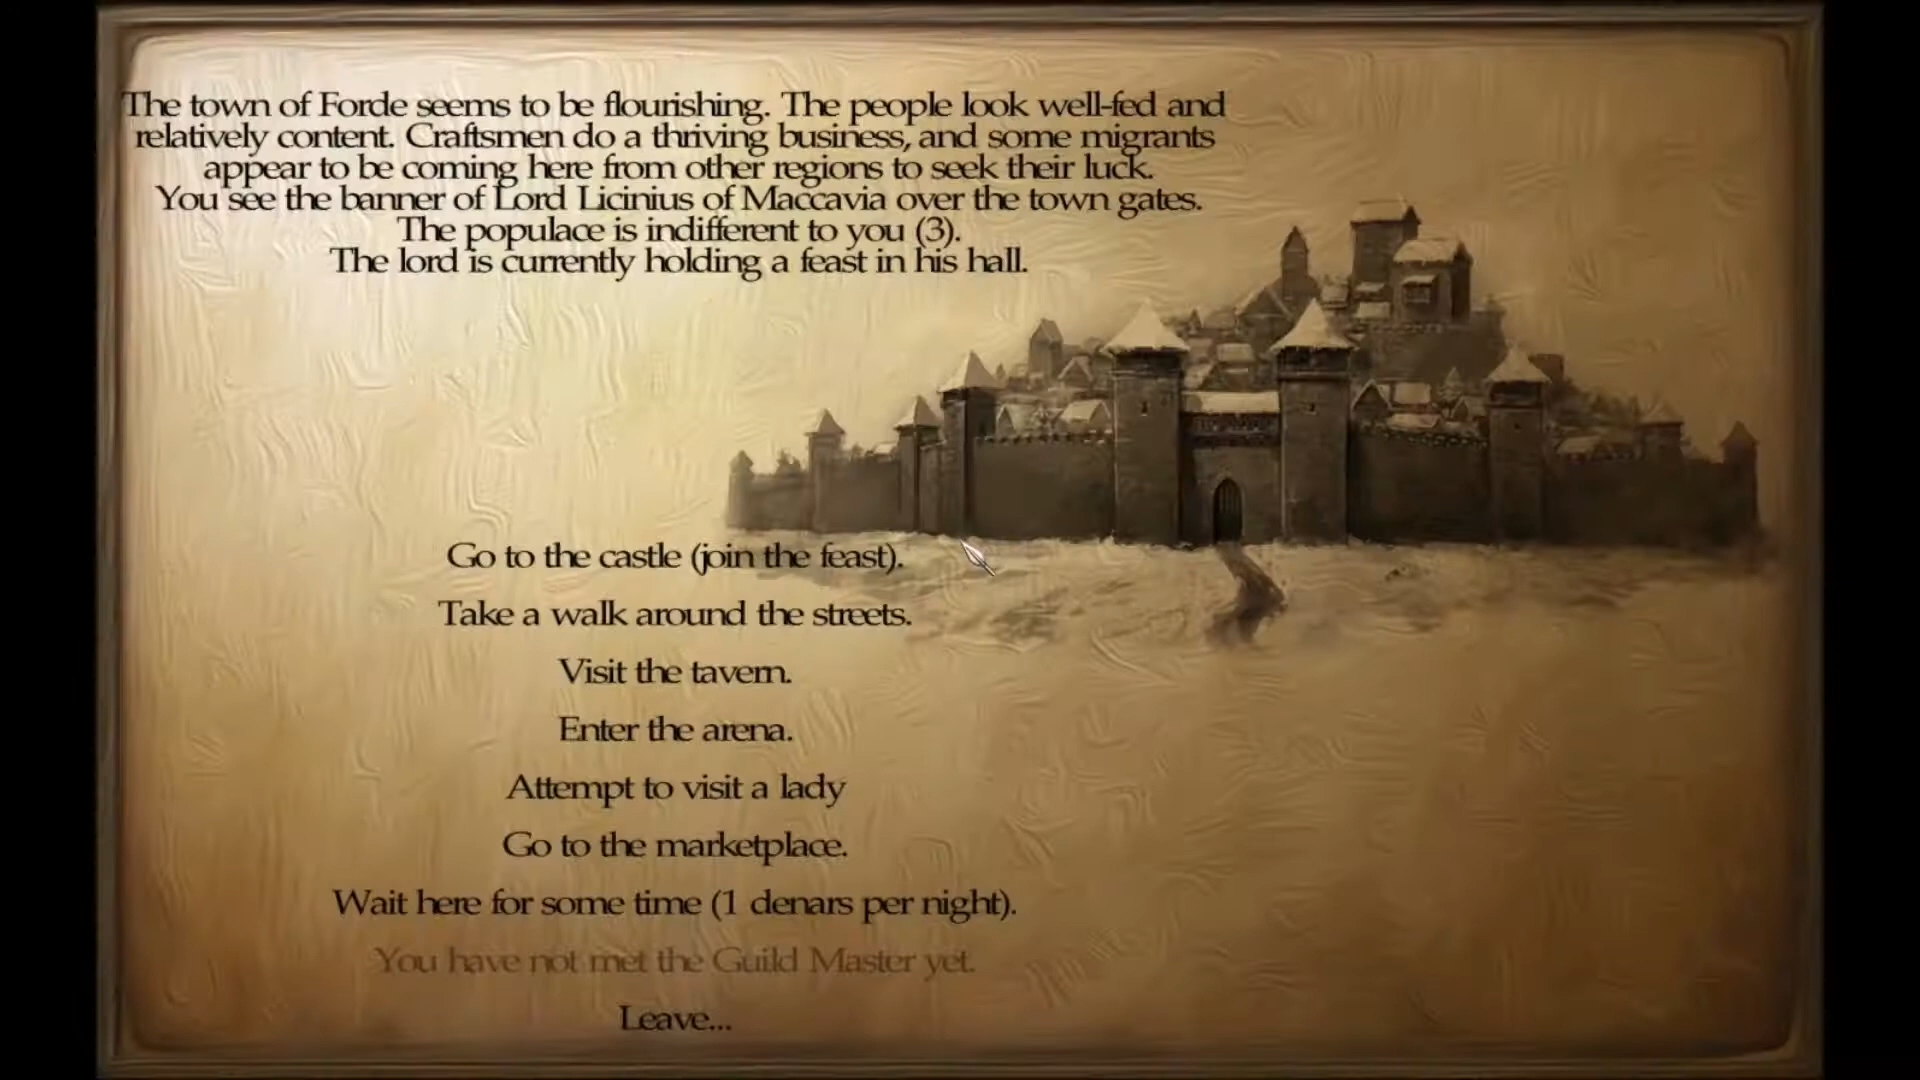 The town of Forde seems to be flourishing. The people look well-fed and
relatively content. Craftsmen do a thriving business, and some migrants
appear to be coming here from other regions to seek their luck.
You see the banner of Lord Licinius of Maccavia over the town gates.
The populace is indifferent to you (3).
The lord is currently holding a feast in his hall.
Go to the castle (join the feast).
Take a walk around the streets.
Visit the tavern.
Enter the arena.
Attempt to visit a lady
Go to the marketplace.
Wait here for some time (1 denars per night).
You have not met the Guild Master yet.
Leave...